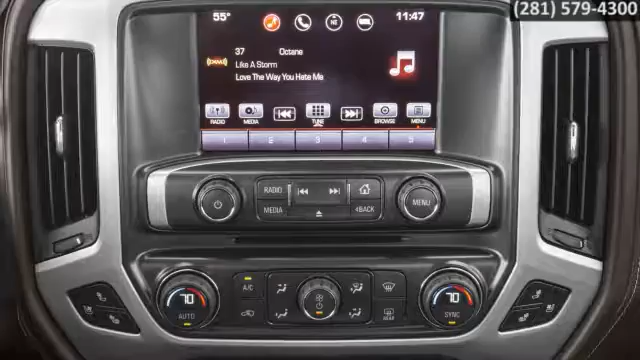 (281) 579-4300
55°
11:47
37 Octane
((SXM))
Like A Storm
Love The Way You Hate Me
RADIO MEDIA TUNE BROWSE MENU
1 2 3 4 5
RADIO
MEDIA BACK
MENU
70
AUTO
A/C
REAR
70
SYNC